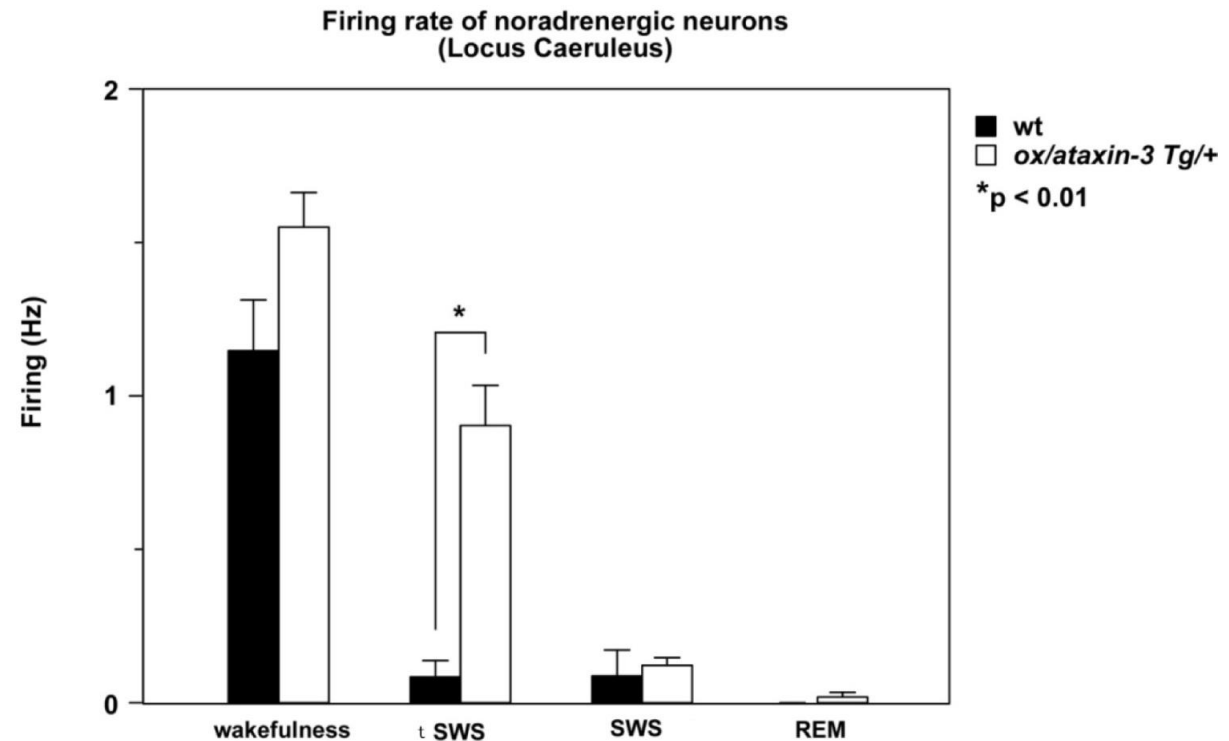 Firing rate of noradrenergic neurons
(Locus Caeruleus)
2
1
0
Firing (Hz)
*
wakefulness
t SWS
SWS
REM
wt
ox/ataxin-3 Tg/+
*p < 0.01